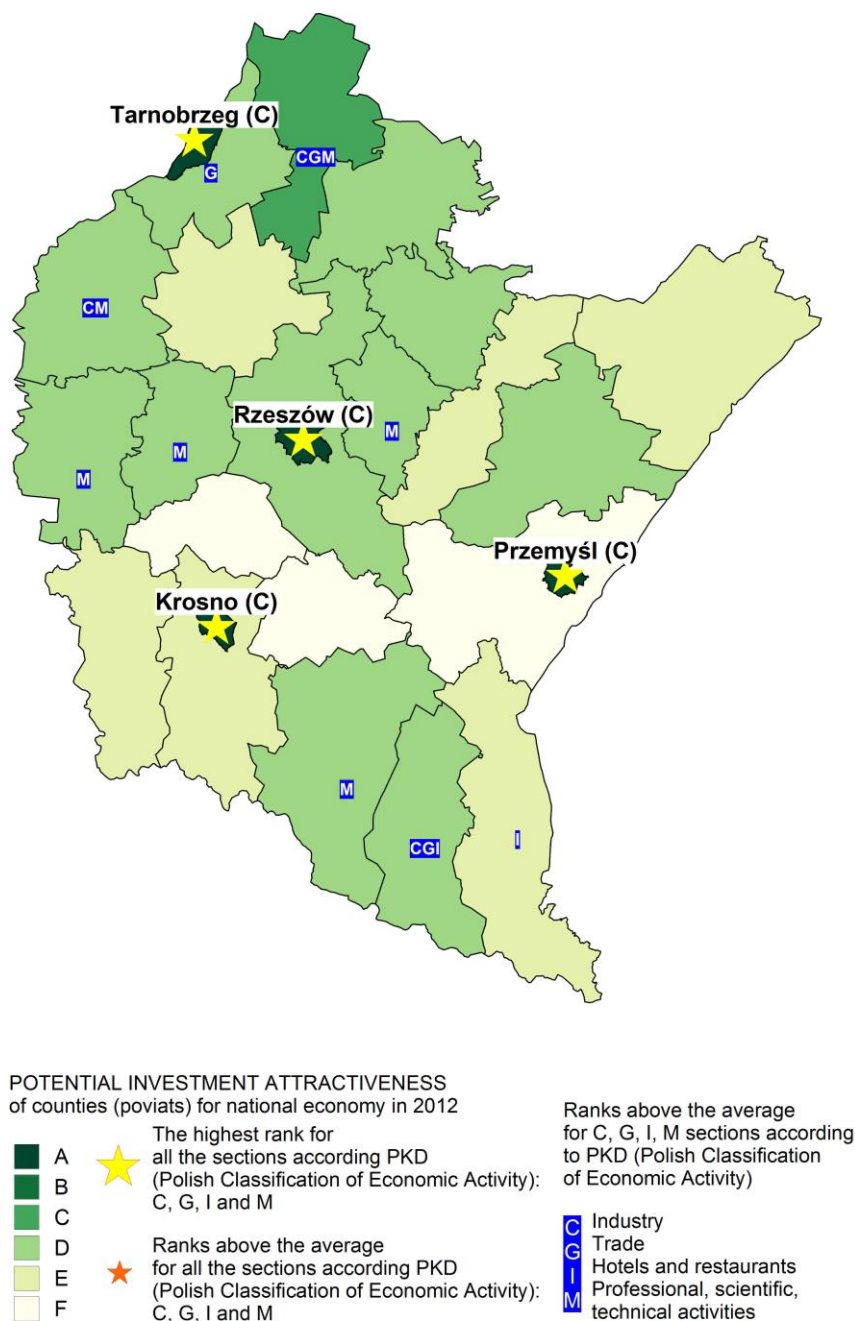 Tarnobrzeg (C)
CGM
G
CM
Rzeszów (C)
M
M
M
Przemyśl (C)
Krosno (C)
M
CGI
I
POTENTIAL INVESTMENT ATTRACTIVENESS
of counties (poviats) for national economy in 2012
A
B
C
D
E
F
The highest rank for
all the sections according PKD
(Polish Classification of Economic Activity):
C, G, I and M
Ranks above the average
for all the sections according PKD
(Polish Classification of Economic Activity):
C, G, I and M
Ranks above the average
for C, G, I, M sections according
to PKD (Polish Classification
of Economic Activity)
C Industry
G Trade
I Hotels and restaurants
M Professional, scientific,
technical activities